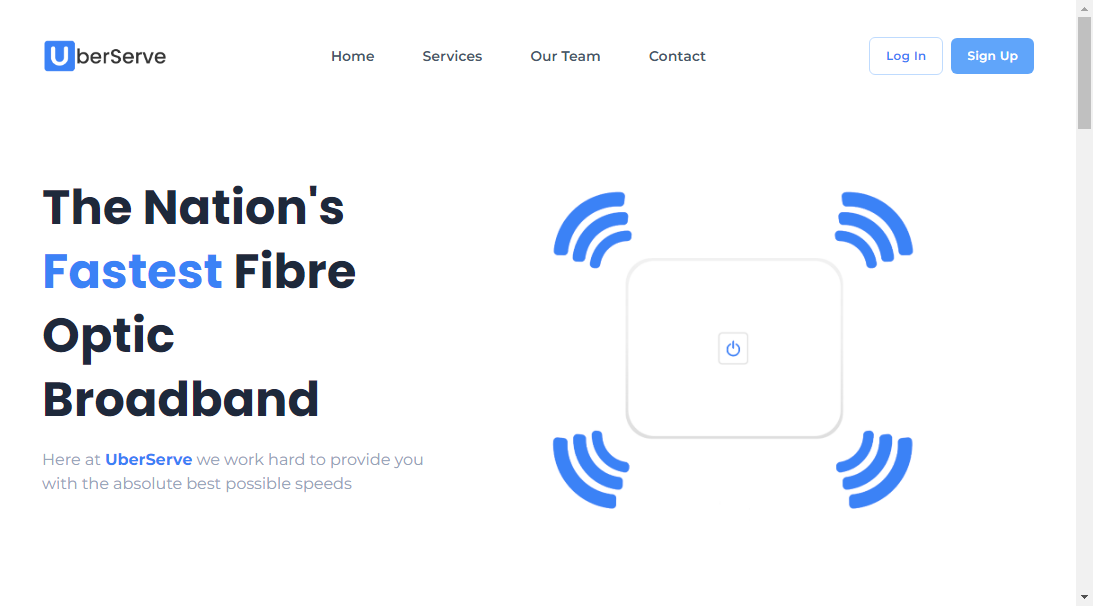 UberServe
Home
Services
Our Team
Contact
Log In
Sign Up
The Nation's
Fastest Fibre
Optic
Broadband
Here at UberServe we work hard to provide you
with the absolute best possible speeds